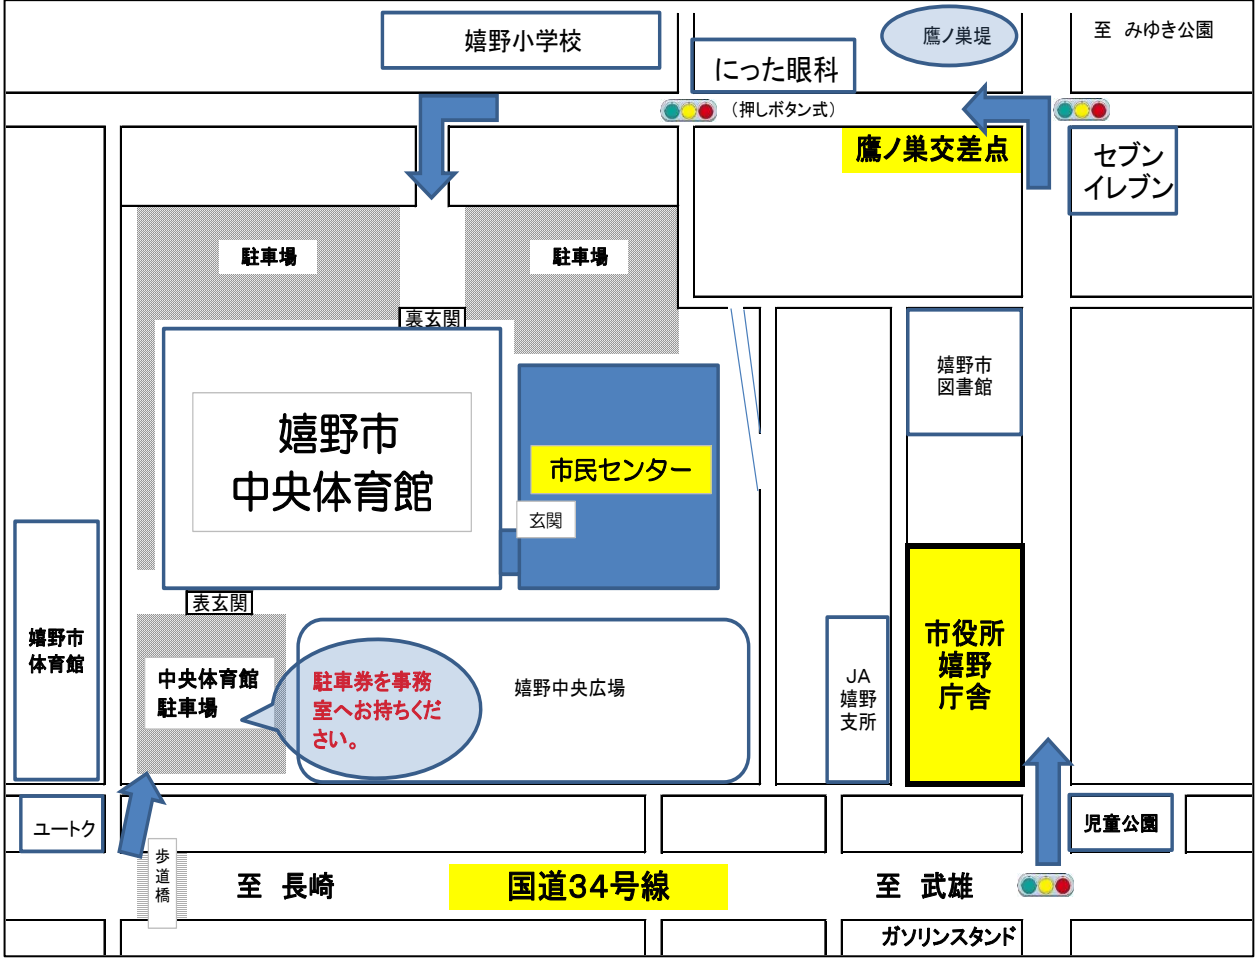 嬉野小学校
鷹ノ巣堤
至 みゆき公園
にった眼科
(押しボタン式)
鷹ノ巣交差点
セブン
イレブン
駐車場
駐車場
裏玄関
嬉野市
図書館
嬉野市
中央体育館
市民センター
玄関
表玄関
嬉野市
体育館
中央体育館
駐車場
駐車券を事務
室へお持ちくだ
さい。
嬉野中央広場
JA
嬉野
支所
市役所
嬉野
庁舎
ユートク
児童公園
歩
道
橋
至 長崎
国道34号線
至 武雄
ガソリンスタンド